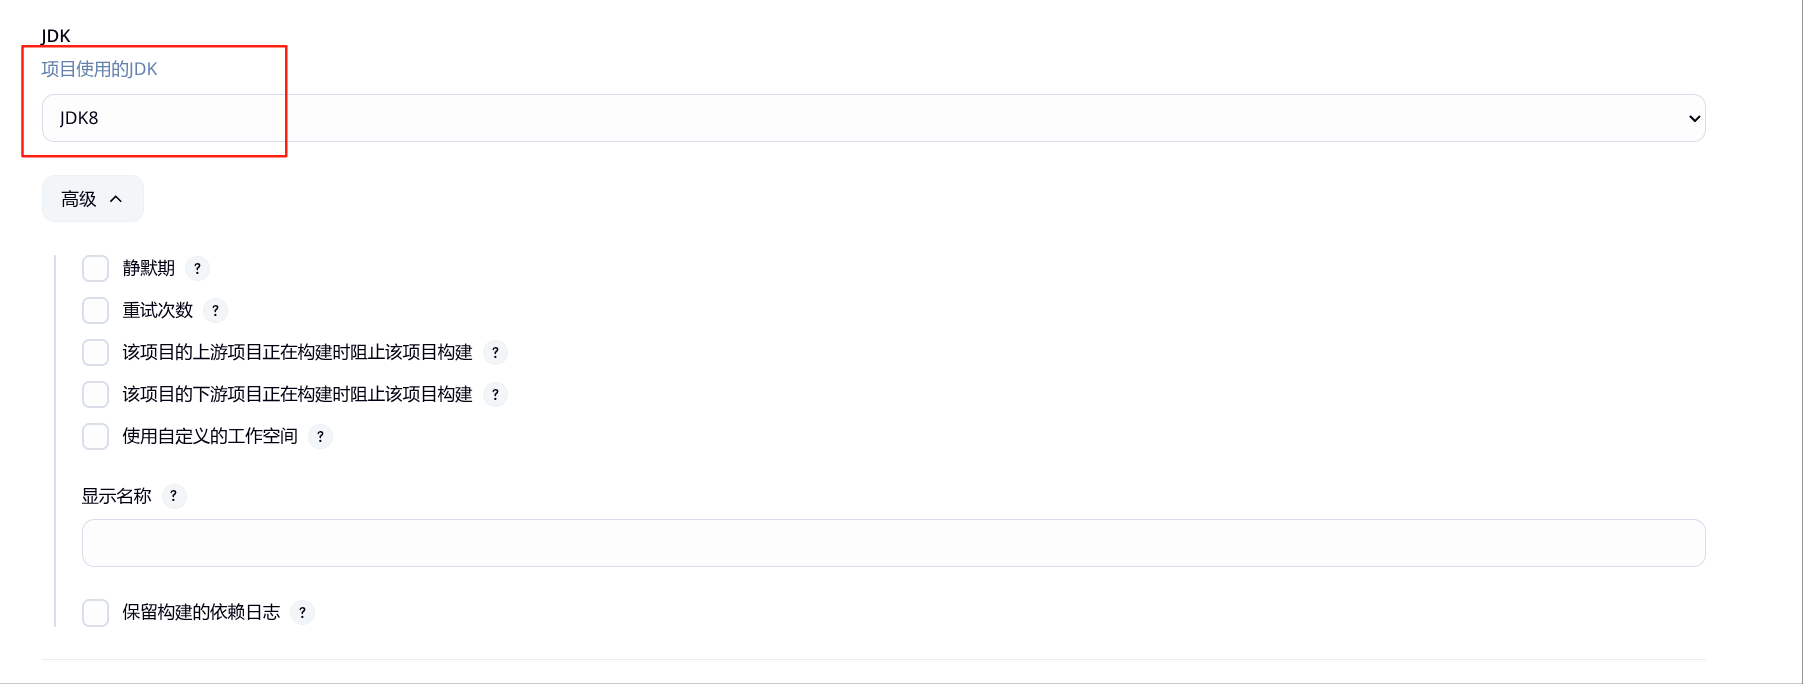 JDK
项目使用的JDK
JDK8
高级
静默期 ?
重试次数 ?
该项目的上游项目正在构建时阻止该项目构建 ?
该项目的下游项目正在构建时阻止该项目构建 ?
使用自定义的工作空间 ?
显示名称 ?
保留构建的依赖日志 ?